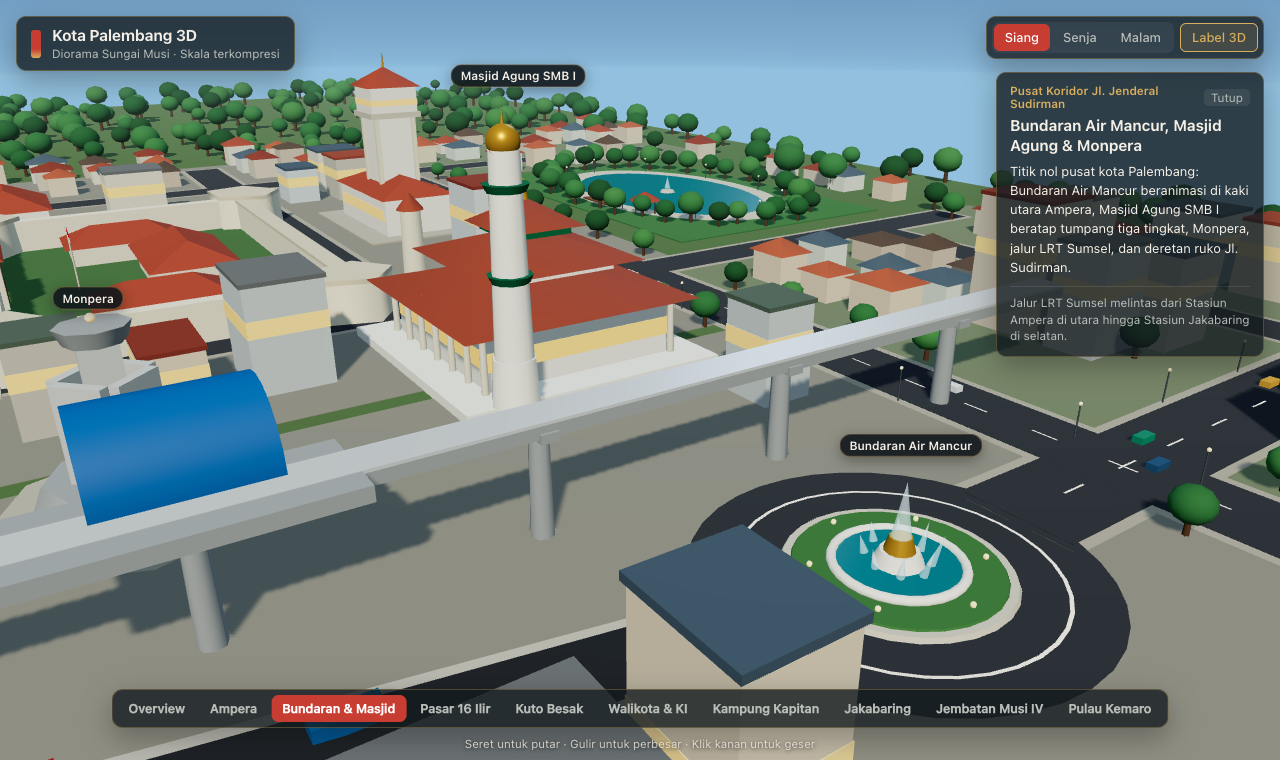 Kota Palembang 3D
Diorama Sungai Musi · Skala terkompresi
Siang
Senja
Malam
Label 3D
Masjid Agung SMB I
Pusat Koridor Jl. Jenderal
Sudirman
Tutup
Bundaran Air Mancur, Masjid
Agung & Monpera
Titik nol pusat kota Palembang:
Bundaran Air Mancur beranimasi di kaki
utara Ampera, Masjid Agung SMB I
beratap tumpang tiga tingkat, Monpera,
jalur LRT Sumsel, dan deretan ruko Jl.
Sudirman.
Jalur LRT Sumsel melintas dari Stasiun
Ampera di utara hingga Stasiun Jakabaring
di selatan.
Monpera
Bundaran Air Mancur
Overview
Ampera
Bundaran & Masjid
Pasar 16 Ilir
Kuto Besak
Walikota & KI
Kampung Kapitan
Jakabaring
Jembatan Musi IV
Pulau Kemaro
Seret untuk putar · Gulir untuk perbesar · Klik kanan untuk geser